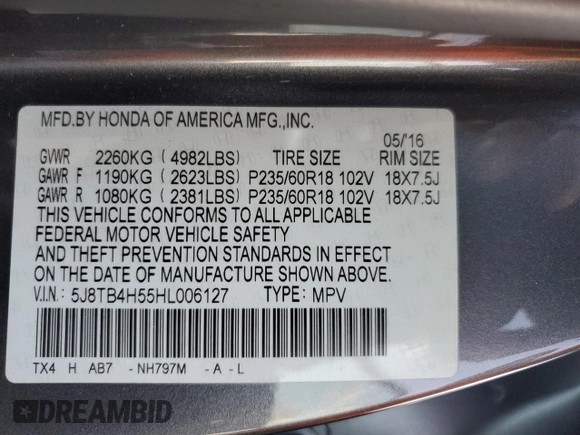 MFD.BY HONDA OF AMERICA MFG.,INC.
05/'16
GVWR 2260KG ( 4982LBS) TIRE SIZE RIM SIZE
GAWR F 1190KG ( 2623LBS) P235/60R18 102V 18X7.5J
GAWR R 1080KG ( 2381LBS) P235/60R18 102V 18X7.5J
THIS VEHICLE CONFORMS TO ALL APPLICABLE
FEDERAL MOTOR VEHICLE SAFETY
AND THEFT PREVENTION STANDARDS IN EFFECT
ON THE DATE OF MANUFACTURE SHOWN ABOVE.
V.I.N.: 5J8TB4H55HL006127 TYPE: MPV
TX4 H AB7 - NH797M - A - L
DREAMBID